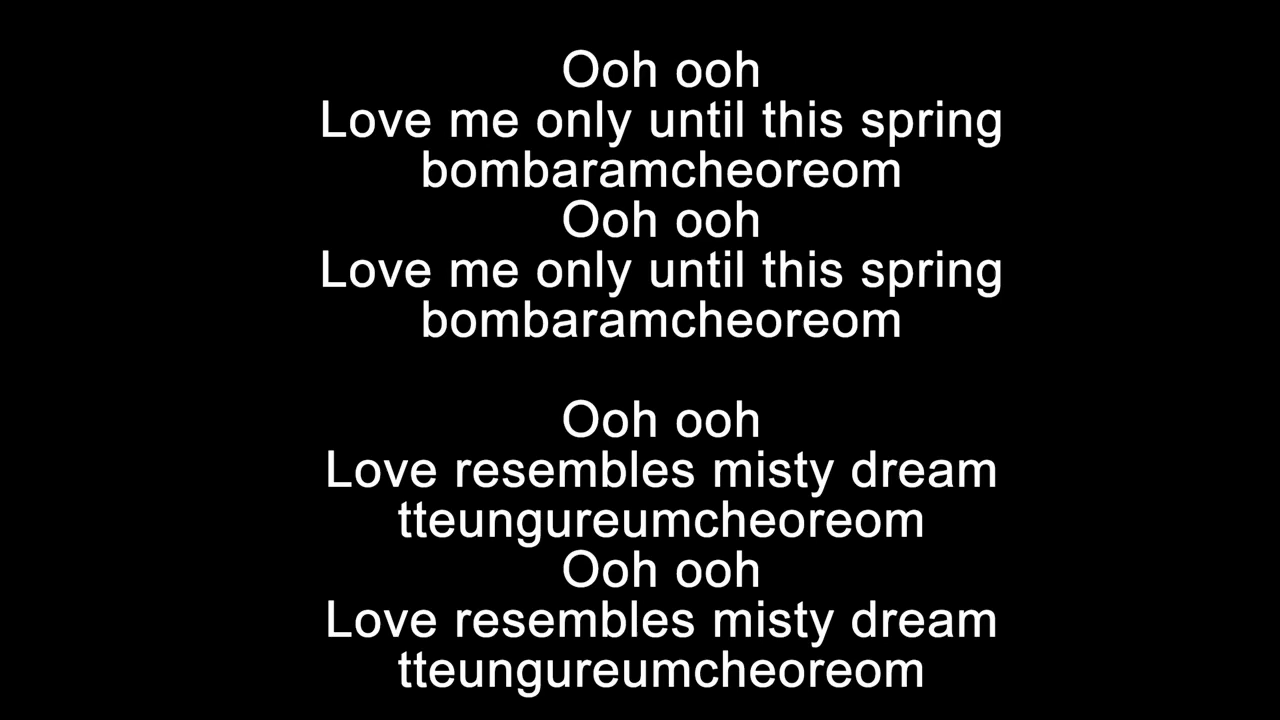 Ooh ooh
Love me only until this spring
bombaramcheoreom
Ooh ooh
Love me only until this spring
bombaramcheoreom
Ooh ooh
Love resembles misty dream
tteungureumcheoreom
Ooh ooh
Love resembles misty dream
tteungureumcheoreom